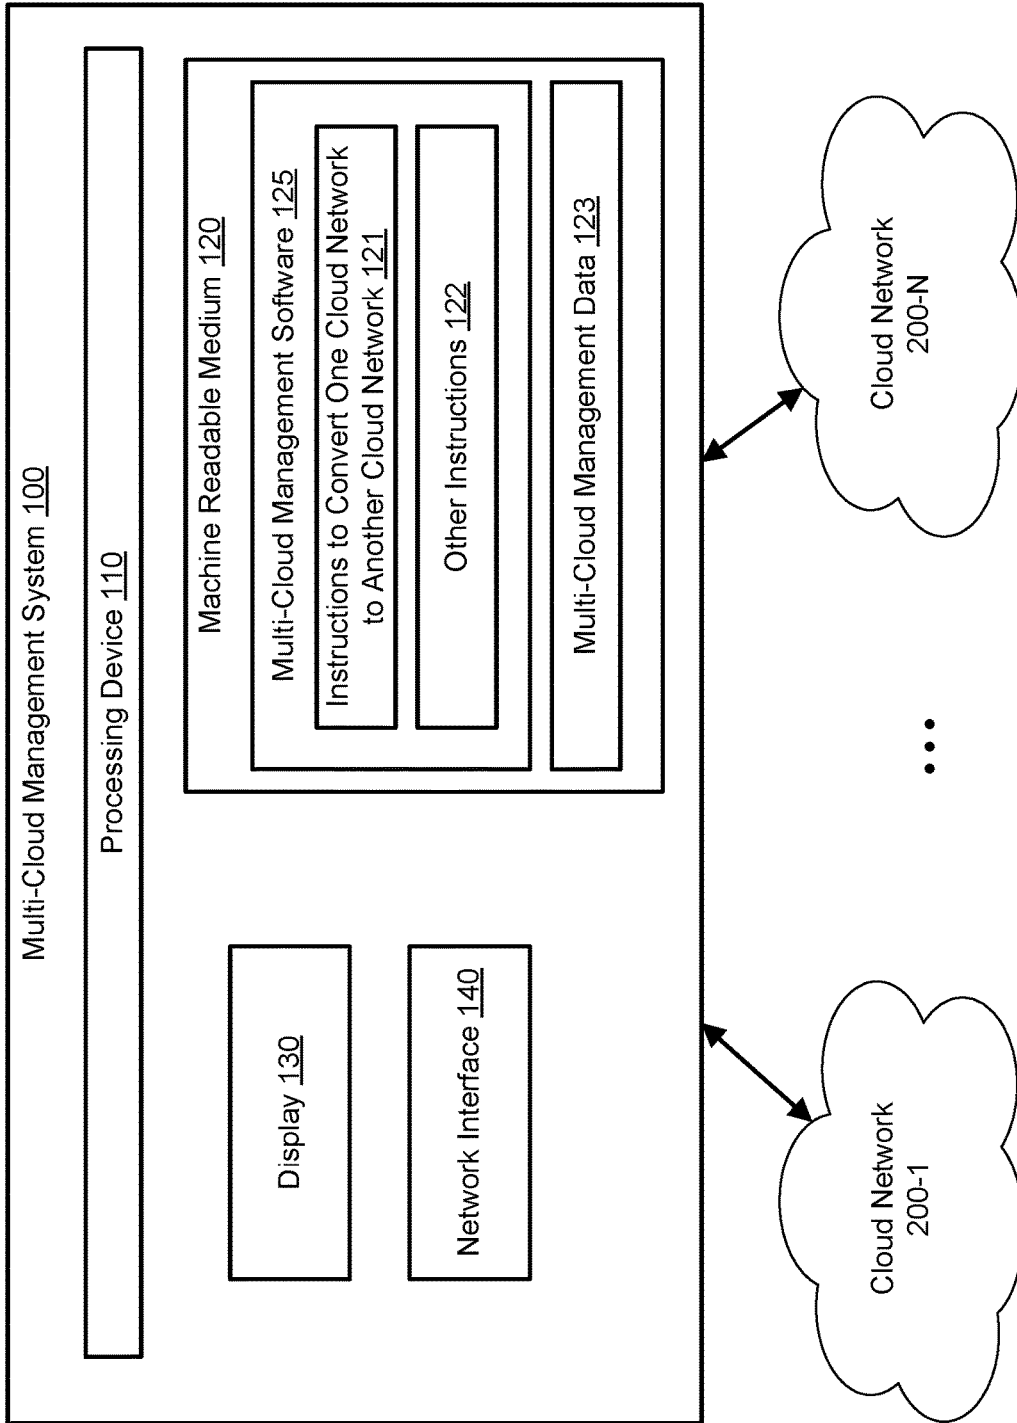 Multi-Cloud Management System 100
Processing Device 110
Display 130
Network Interface 140
Machine Readable Medium 120
Multi-Cloud Management Software 125
Instructions to Convert One Cloud Network
to Another Cloud Network 121
Other Instructions 122
Multi-Cloud Management Data 123
Cloud Network
200-1
...
Cloud Network
200-N